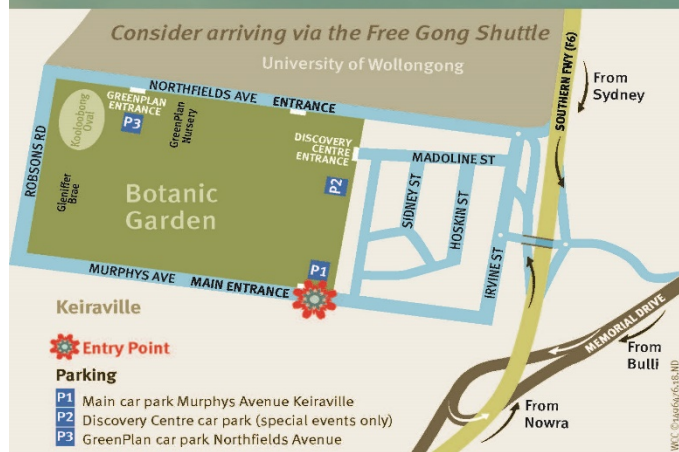 Consider arriving via the Free Gong Shuttle
University of Wollongong
SOUTHERN FWY (F6)
From
Sydney
NORTHFIELDS AVE ENTRANCE
GREENPLAN
ENTRANCE
P3
GreenPlan
Nursery
Kooloobong
Oval
ROBSONS RD
Gleniffer
Brae
DISCOVERY
CENTRE
ENTRANCE
MADOLINE ST
P2
SIDNEY ST
HOSKIN ST
Botanic
Garden
IRVINE ST
P1
MURPHYS AVE MAIN ENTRANCE
Keiraville
MEMORIAL DRIVE
From
Bulli
Entry Point
From
Nowra
Parking
P1 Main car park Murphys Avenue Keiraville
P2 Discovery Centre car park (special events only)
P3 GreenPlan car park Northfields Avenue